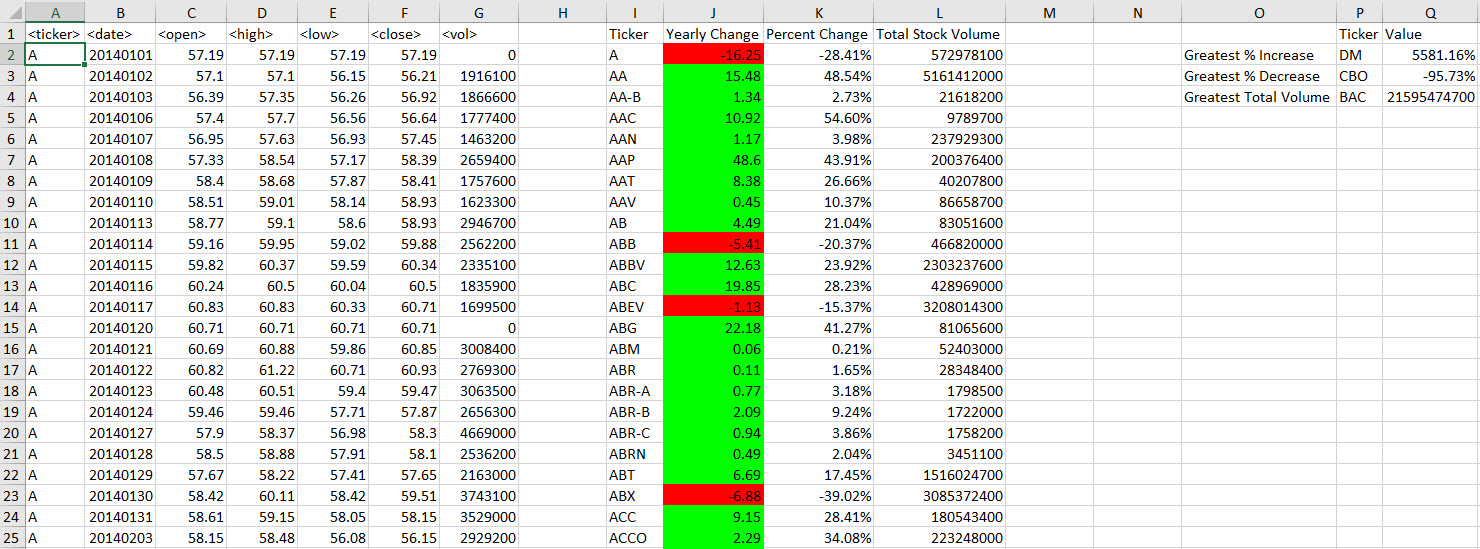 A B C D E F G H I J K L M N O P Q
1 <ticker> <date> <open> <high> <low> <close> <vol> Ticker Yearly Change Percent Change Total Stock Volume Ticker Value
2 A 20140101 57.19 57.19 57.19 57.19 0 A -16.25 -28.41% 572978100 Greatest % Increase DM 5581.16%
3 A 20140102 57.1 57.1 56.15 56.21 1916100 AA 15.48 48.54% 5161412000 Greatest % Decrease CBO -95.73%
4 A 20140103 56.39 57.35 56.26 56.92 1866600 AA-B 1.34 2.73% 21618200 Greatest Total Volume BAC 21595474700
5 A 20140106 57.4 57.7 56.56 56.64 1777400 AAC 10.92 54.60% 9789700
6 A 20140107 56.95 57.63 56.93 57.45 1463200 AAN 1.17 3.98% 237929300
7 A 20140108 57.33 58.54 57.17 58.39 2659400 AAP 48.6 43.91% 200376400
8 A 20140109 58.4 58.68 57.87 58.41 1757600 AAT 8.38 26.66% 40207800
9 A 20140110 58.51 59.01 58.14 58.93 1623300 AAV 0.45 10.37% 86658700
10 A 20140113 58.77 59.1 58.6 58.93 2946700 AB 4.49 21.04% 83051600
11 A 20140114 59.16 59.95 59.02 59.88 2562200 ABB -5.41 -20.37% 466820000
12 A 20140115 59.82 60.37 59.59 60.34 2335100 ABBV 12.63 23.92% 2303237600
13 A 20140116 60.24 60.5 60.04 60.5 1835900 ABC 19.85 28.23% 428969000
14 A 20140117 60.83 60.83 60.33 60.71 1699500 ABEV -1.13 -15.37% 3208014300
15 A 20140120 60.71 60.71 60.71 60.71 0 ABG 22.18 41.27% 81065600
16 A 20140121 60.69 60.88 59.86 60.85 3008400 ABM 0.06 0.21% 52403000
17 A 20140122 60.82 61.22 60.71 60.93 2769300 ABR 0.11 1.65% 28348400
18 A 20140123 60.48 60.51 59.4 59.47 3063500 ABR-A 0.77 3.18% 1798500
19 A 20140124 59.46 59.46 57.71 57.87 2656300 ABR-B 2.09 9.24% 1722000
20 A 20140127 57.9 58.37 56.98 58.3 4669000 ABR-C 0.94 3.86% 1758200
21 A 20140128 58.5 58.88 57.91 58.1 2536200 ABRN 0.49 2.04% 3451100
22 A 20140129 57.67 58.22 57.41 57.65 2163000 ABT 6.69 17.45% 1516024700
23 A 20140130 58.42 60.11 58.42 59.51 3743100 ABX -6.88 -39.02% 3085372400
24 A 20140131 58.61 59.15 58.05 58.15 3529000 ACC 9.15 28.41% 180543400
25 A 20140203 58.15 58.48 56.08 56.15 2929200 ACCO 2.29 34.08% 223248000